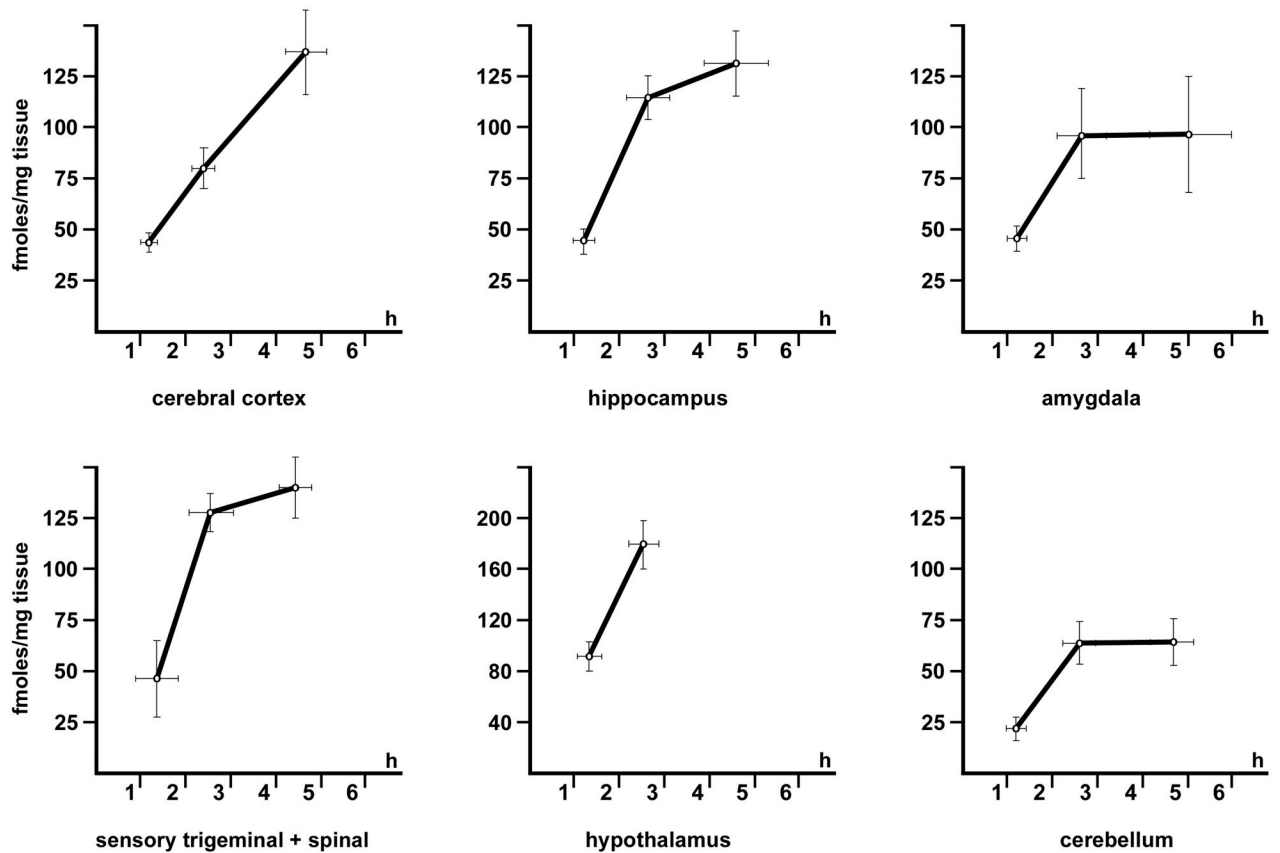 fmoles/mg tissue
125
100
75
50
25
h
1 2 3 4 5 6
cerebral cortex
125
100
75
50
25
h
1 2 3 4 5 6
hippocampus
125
100
75
50
25
h
1 2 3 4 5 6
amygdala
fmoles/mg tissue
125
100
75
50
25
h
1 2 3 4 5 6
sensory trigeminal + spinal
200
160
120
80
40
h
1 2 3 4 5 6
hypothalamus
125
100
75
50
25
h
1 2 3 4 5 6
cerebellum